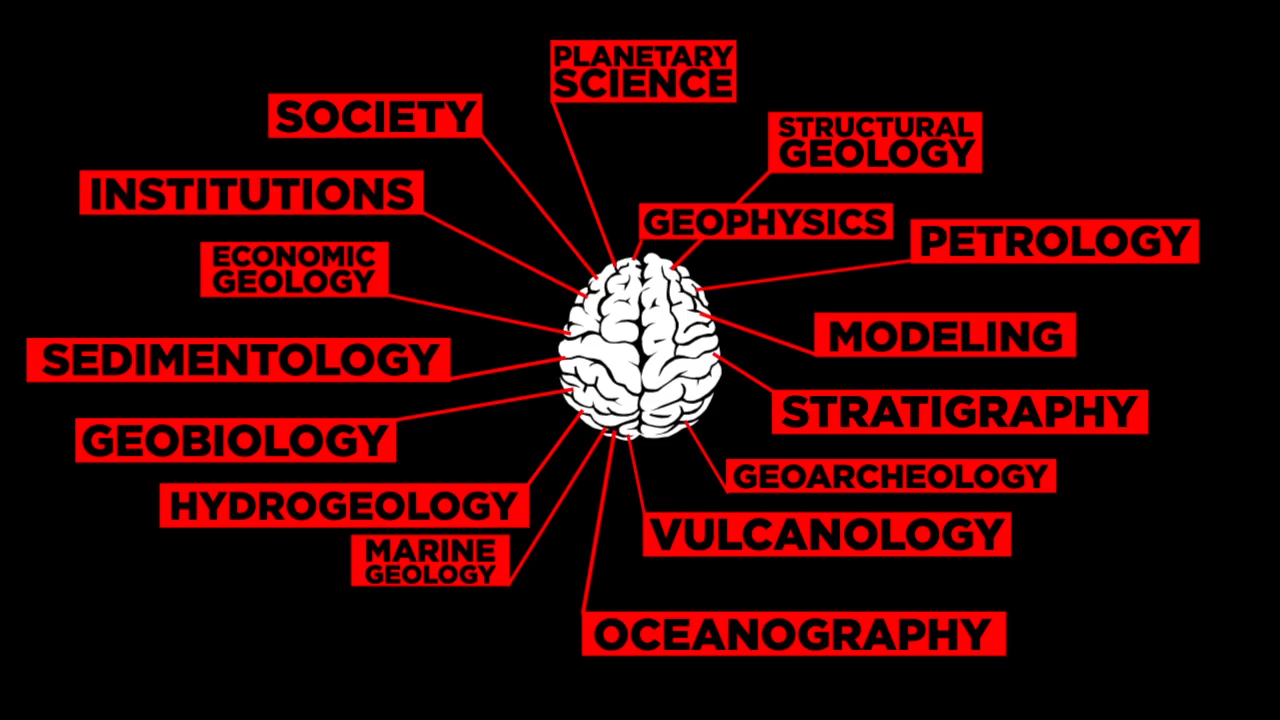 PLANETARY
SCIENCE
SOCIETY
STRUCTURAL
GEOLOGY
INSTITUTIONS
GEOPHYSICS
PETROLOGY
ECONOMIC
GEOLOGY
MODELING
SEDIMENTOLOGY
STRATIGRAPHY
GEOBIOLOGY
GEOARCHEOLOGY
HYDROGEOLOGY
VULCANOLOGY
MARINE
GEOLOGY
OCEANOGRAPHY